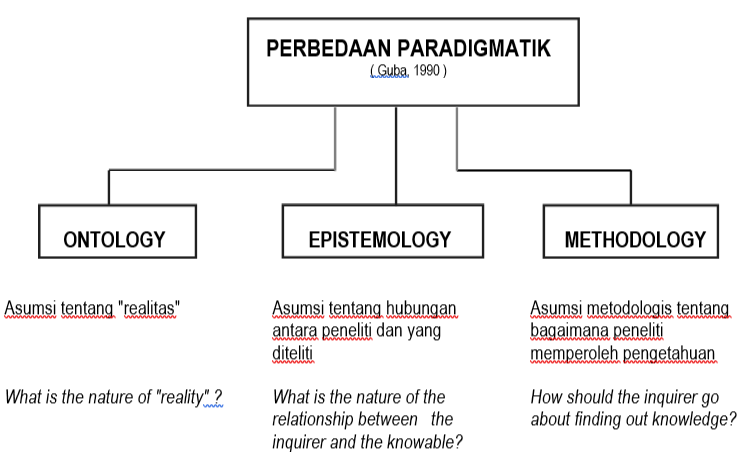 PERBEDAAN PARADIGMATIK
( Guba, 1990 )
ONTOLOGY
EPISTEMOLOGY
METHODOLOGY
Asumsi tentang "realitas"
Asumsi tentang hubungan
antara peneliti dan yang
diteliti
Asumsi metodologis tentang
bagaimana peneliti
memperoleh pengetahuan
What is the nature of "reality" ?
What is the nature of the
relationship between the
inquirer and the knowable?
How should the inquirer go
about finding out knowledge?